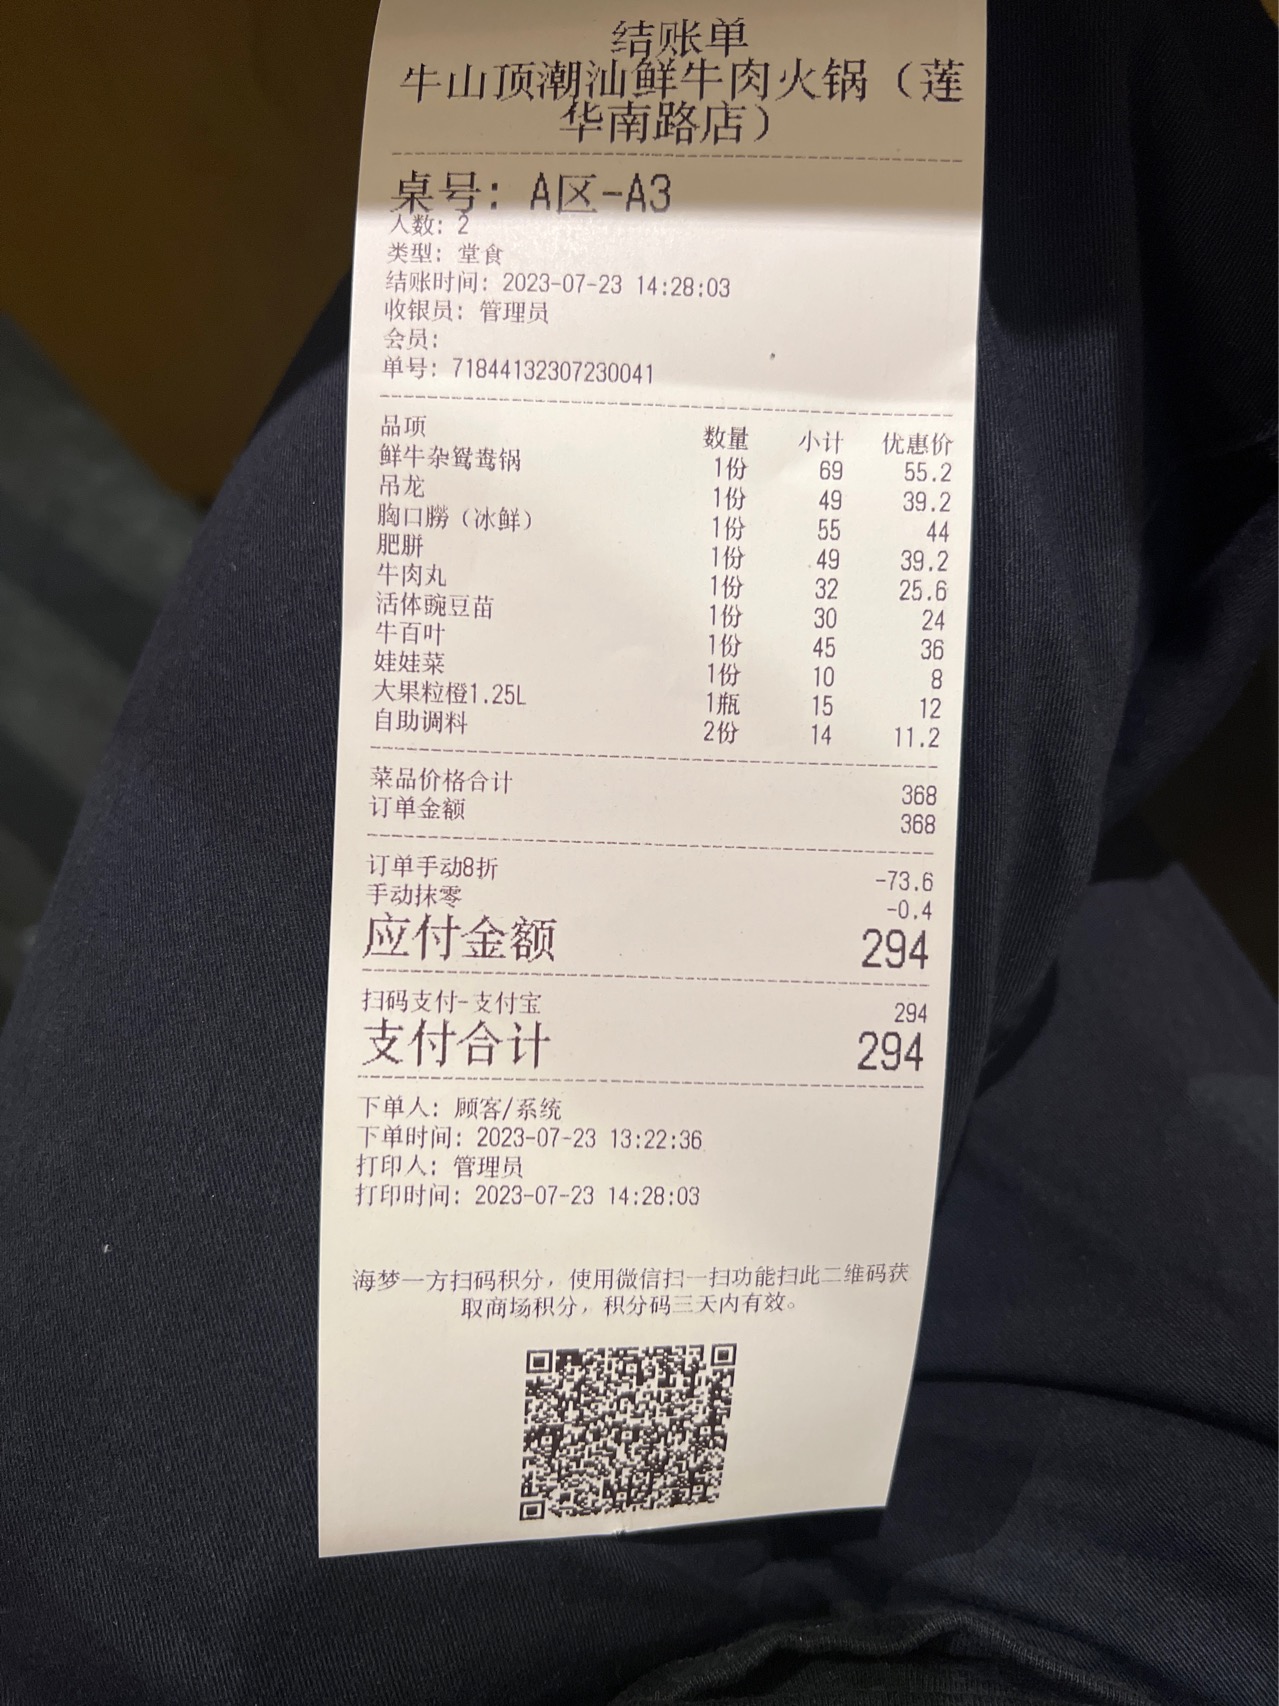 结账单
牛山顶潮汕鲜牛肉火锅（莲
华南路店）
桌号: A区-A3
人数: 2
类型: 堂食
结账时间: 2023-07-23 14:28:03
收银员: 管理员
会员:
单号: 71844132307230041
品项 数量 小计 优惠价
鲜牛杂鸳鸯锅 1份 69 55.2
吊龙 1份 49 39.2
胸口朥（冰鲜） 1份 55 44
肥胼 1份 49 39.2
牛肉丸 1份 32 25.6
活体豌豆苗 1份 30 24
牛百叶 1份 45 36
娃娃菜 1份 10 8
大果粒橙1.25L 1瓶 15 12
自助调料 2份 14 11.2
菜品价格合计 368
订单金额 368
订单手动8折 -73.6
手动抹零 -0.4
应付金额 294
扫码支付-支付宝 294
支付合计 294
下单人: 顾客/系统
下单时间: 2023-07-23 13:22:36
打印人: 管理员
打印时间: 2023-07-23 14:28:03
海梦一方扫码积分，使用微信扫一扫功能扫此二维码获
取商场积分，积分码三天内有效。